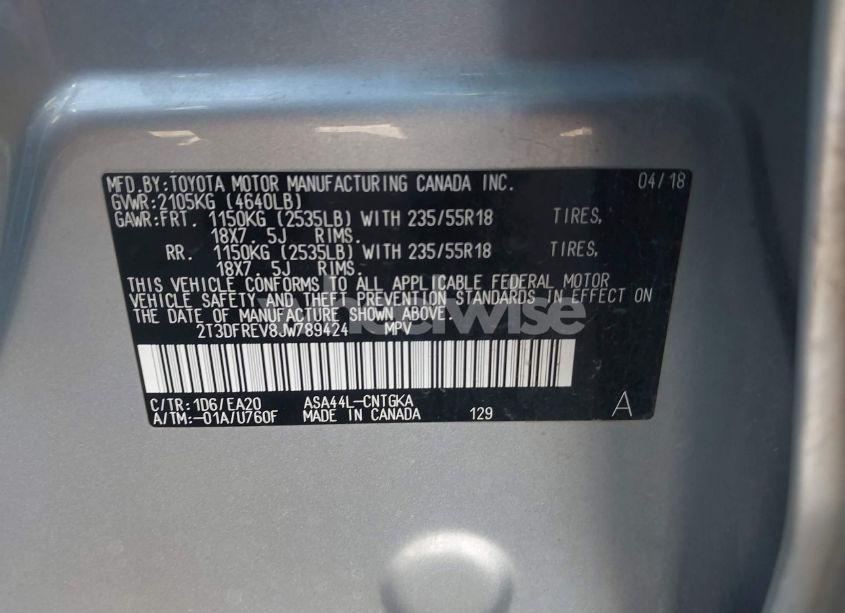 MFD.BY:TOYOTA MOTOR MANUFACTURING CANADA INC. 04/18
GVWR:2105KG (4640LB)
GAWR:FRT. 1150KG (2535LB) WITH 235/55R18 TIRES,
18X7.5J RIMS.
RR. 1150KG (2535LB) WITH 235/55R18 TIRES,
18X7.5J RIMS.
THIS VEHICLE CONFORMS TO ALL APPLICABLE FEDERAL MOTOR
VEHICLE SAFETY AND THEFT PREVENTION STANDARDS IN EFFECT ON
THE DATE OF MANUFACTURE SHOWN ABOVE.
wheelwise
2T3DFREV8JW789424 MPV
C/TR:1D6/EA20 ASA44L-CNTGKA
A/TM:-01A/U760F MADE IN CANADA 129 A